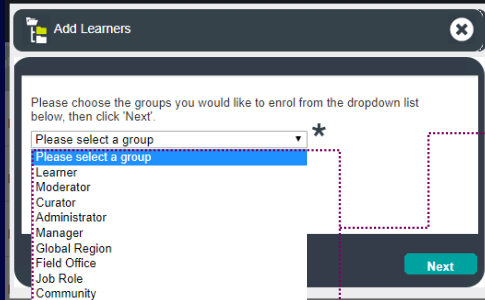 Add Learners
Please choose the groups you would like to enrol from the dropdown list
below, then click 'Next'.
Please select a group
*
Please select a group
Learner
Moderator
Curator
Administrator
Manager
Global Region
Field Office
Job Role
Community
Next